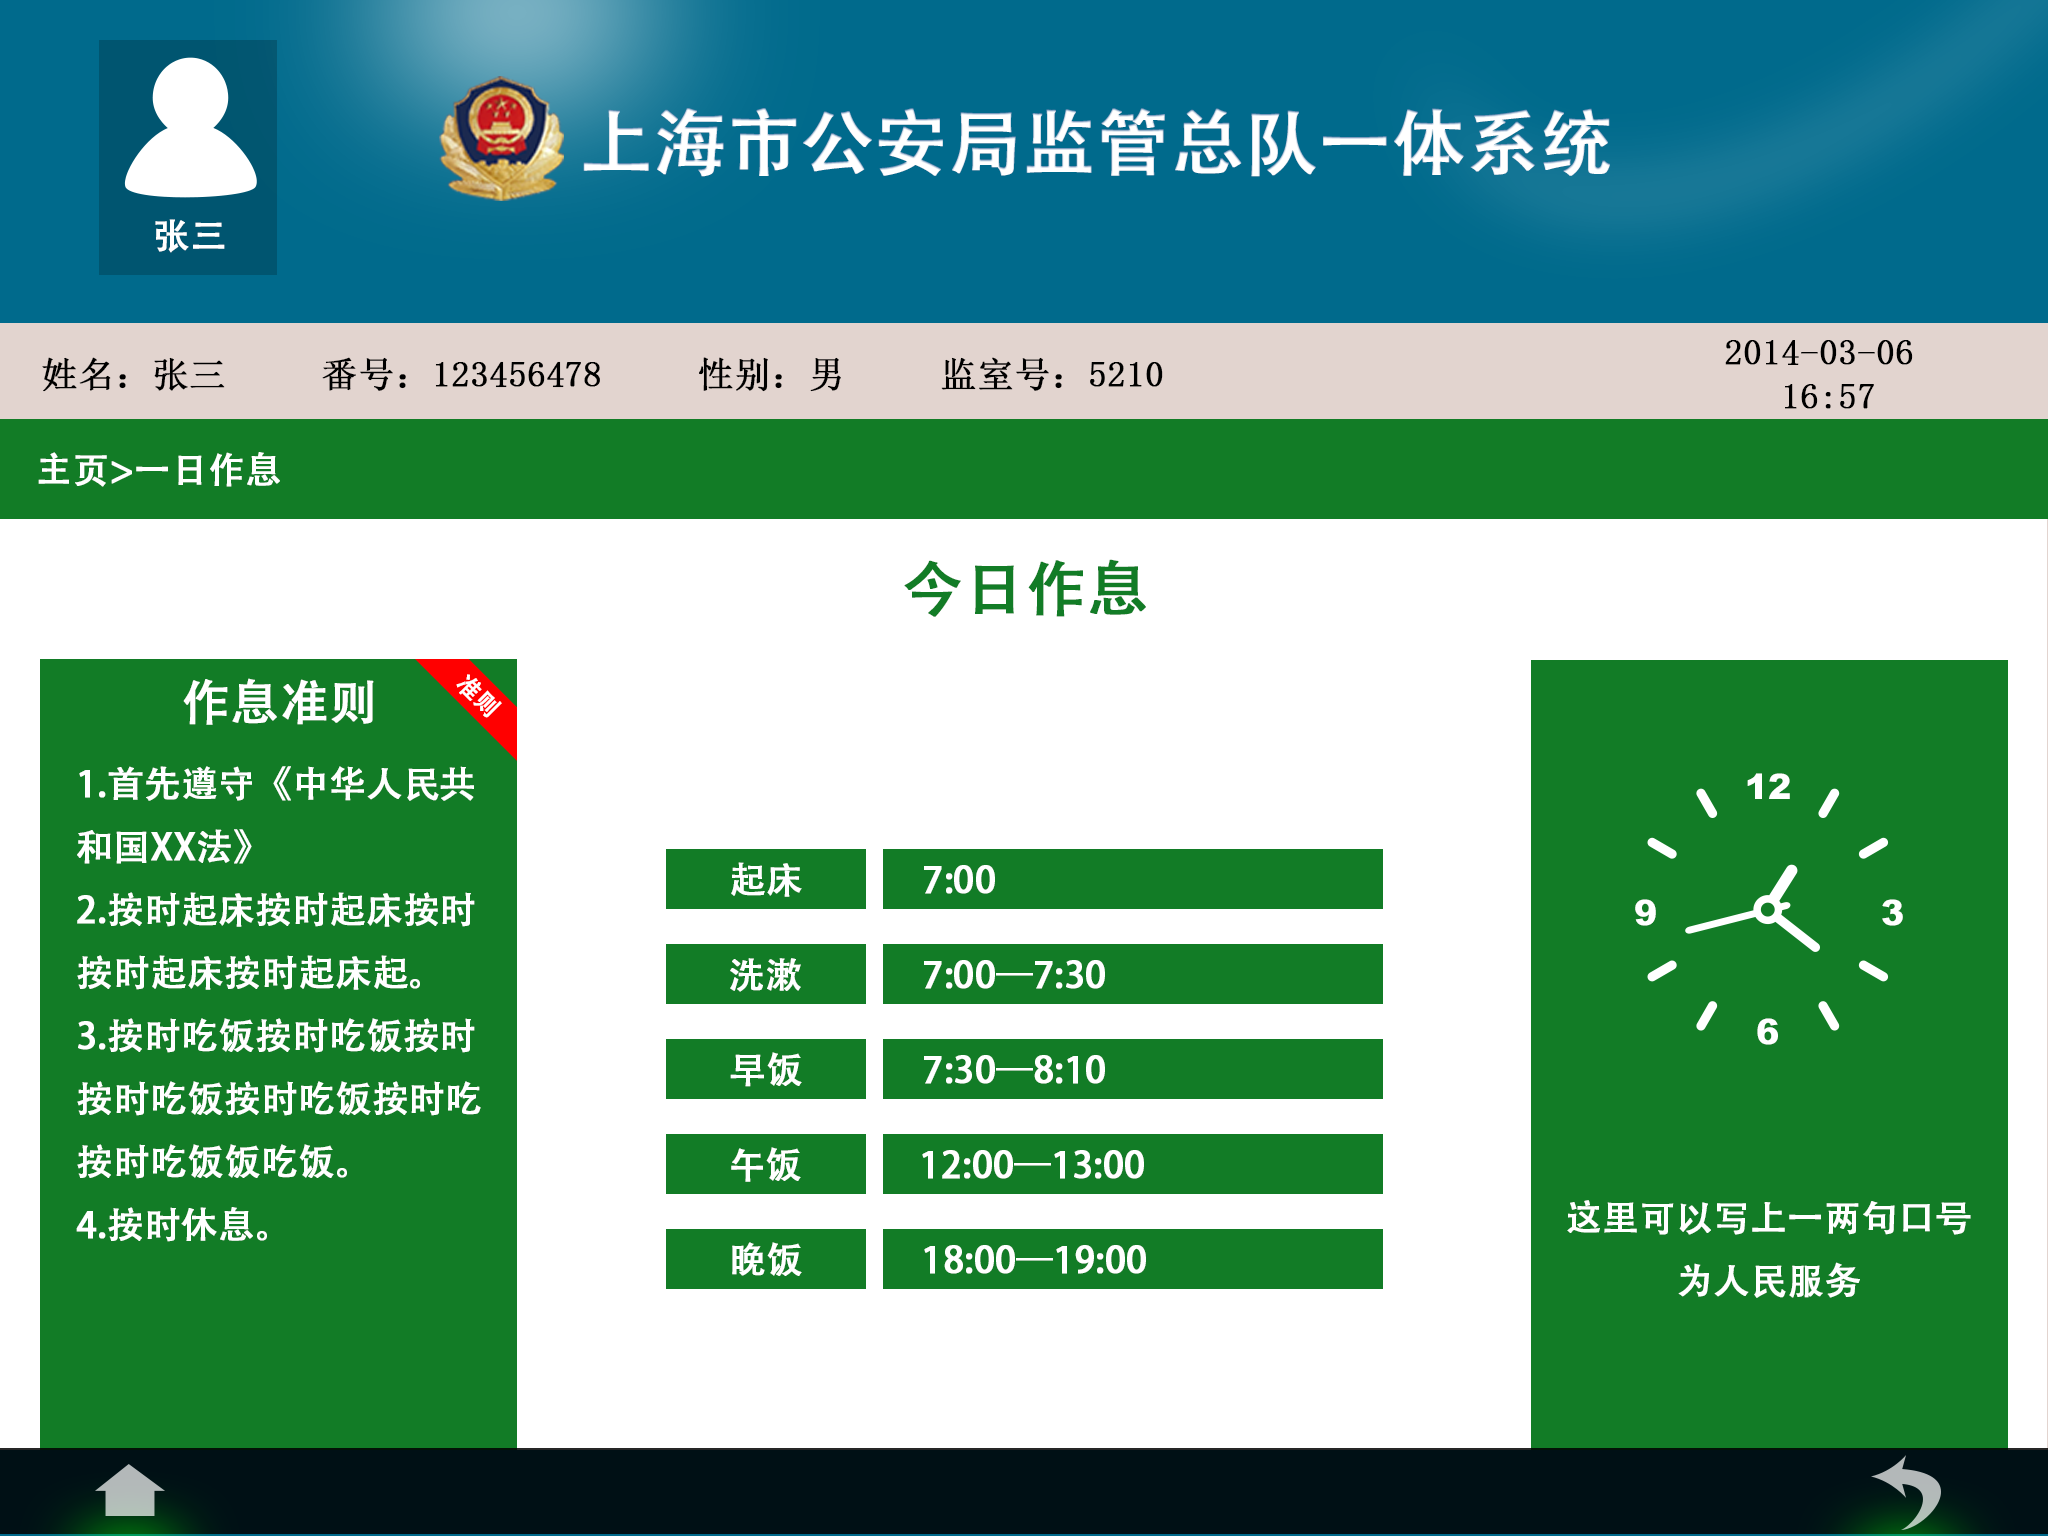 上海市公安局监管总队一体系统
张三
姓名：张三 番号：123456478 性别：男 监室号：5210
2014-03-06
16:57
主页>一日作息
今日作息
作息准则
准则
1.首先遵守《中华人民共
和国XX法》
2.按时起床按时起床按时
按时起床按时起床起。
3.按时吃饭按时吃饭按时
按时吃饭按时吃饭按时吃
按时吃饭饭吃饭。
4.按时休息。
起床 7:00
洗漱 7:00—7:30
早饭 7:30—8:10
午饭 12:00—13:00
晚饭 18:00—19:00
12
9 3
6
这里可以写上一两句口号
为人民服务